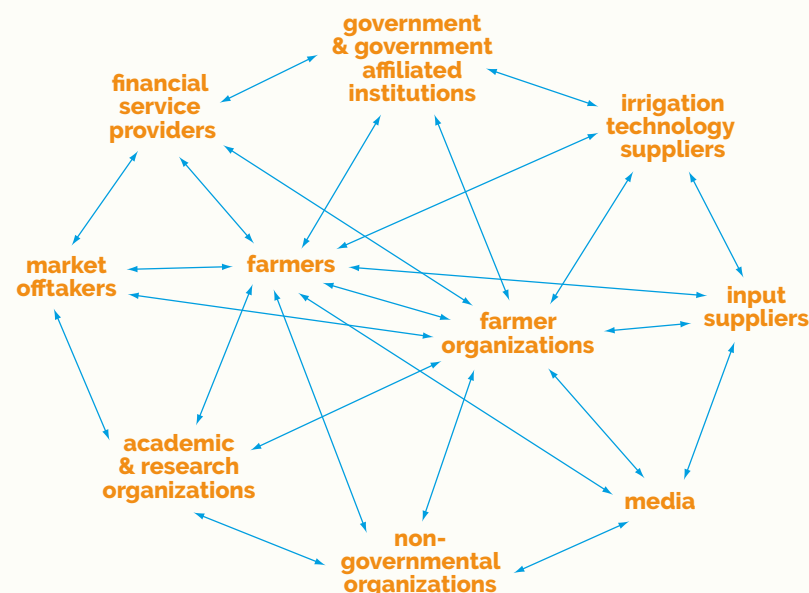 government
& government
affiliated
institutions
financial
service
providers
irrigation
technology
suppliers
market
offtakers
farmers
input
suppliers
farmer
organizations
academic
& research
organizations
media
non-
governmental
organizations